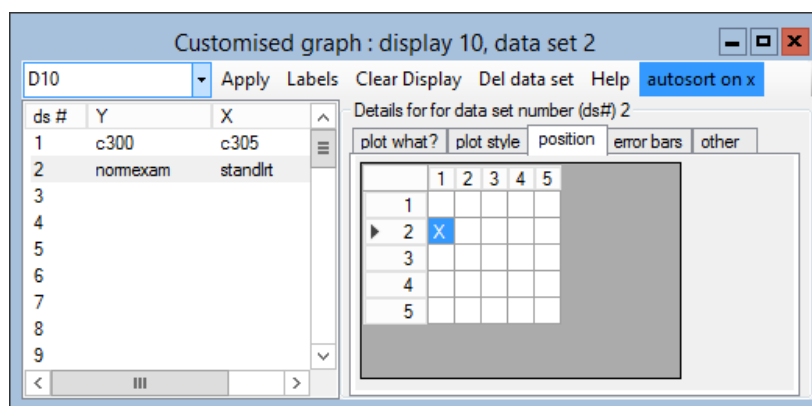 Customised graph : display 10, data set 2
D10 Apply Labels Clear Display Del data set Help autosort on x
ds # Y X
1 c300 c305
2 normexam standlrt
3
4
5
6
7
8
9
Details for for data set number (ds#) 2
plot what? plot style position error bars other
1 2 3 4 5
1
2 X
3
4
5